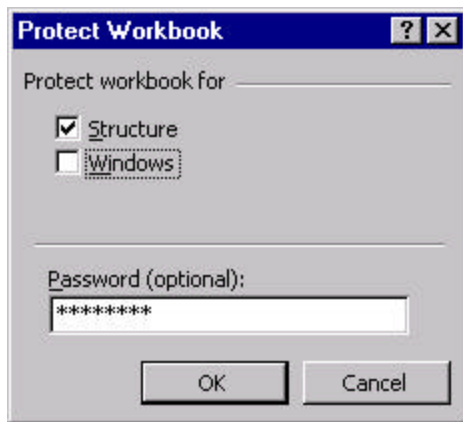 Protect Workbook
Protect workbook for
Structure
Windows
Password (optional):
********
OK Cancel